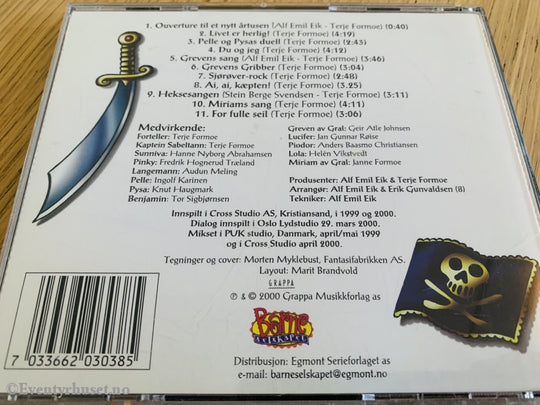 1. Ouverture til et nytt årtusen (Alf Emil Eik - Terje Formoe) (0:40)
2. Livet er herlig! (Terje Formoe) (4:19)
3. Pelle og Pysas duell (Terje Formoe) (2:43)
4. Du og jeg (Terje Formoe) (4:12)
5. Grevens sang (Alf Emil Eik - Terje Formoe) (3:46)
6. Grevens Gribber (Terje Formoe) (3:04)
7. Sjørøver-rock (Terje Formoe) (2:48)
8. Ai, ai, kæpten! (Terje Formoe) (3.25)
9. Heksesangen (Stein Berge Svendsen - Terje Formoe) (3:11)
10. Miriams sang (Terje Formoe) (4:11)
11. For fulle seil (Terje Formoe) (3:06)
Medvirkende:
Forteller: Terje Formoe
Kaptein Sabeltann: Terje Formoe
Sunniva: Hanne Nyborg Abrahamsen
Pinky: Fredrik Hognerud Træland
Langemann: Audun Meling
Pelle: Ingolf Karinen
Pysa: Knut Haugmark
Benjamin: Tor Sigbjørnsen
Greven av Gral: Geir Atle Johnsen
Lucifer: Jan Gunnar Røise
Piodor: Anders Baasmo Christiansen
Lola: Helén Vikstvedt
Miriam av Gral: Janne Formoe
Produsenter: Alf Emil Eik & Terje Formoe
Arrangør: Alf Emil Eik & Erik Gunvaldsen (8)
Tekniker: Alf Emil Eik
Innspilt i Cross Studio AS, Kristiansand, i 1999 og 2000.
Dialog innspilt i Oslo Lydstudio 29. mars 2000.
Mikset i PUK studio, Danmark, april/mai 1999
og i Cross Studio april 2000.
Tegninger og cover: Morten Myklebust, Fantasifabrikken AS.
Layout: Marit Brandvold
GRAPPA
℗ & © 2000 Grappa Musikkforlag as
Barne
selskapet
Distribusjon: Egmont Serieforlaget as
e-mail: barneselskapet@egmont.no
7 033662 030385
©Eventyrhuset.no